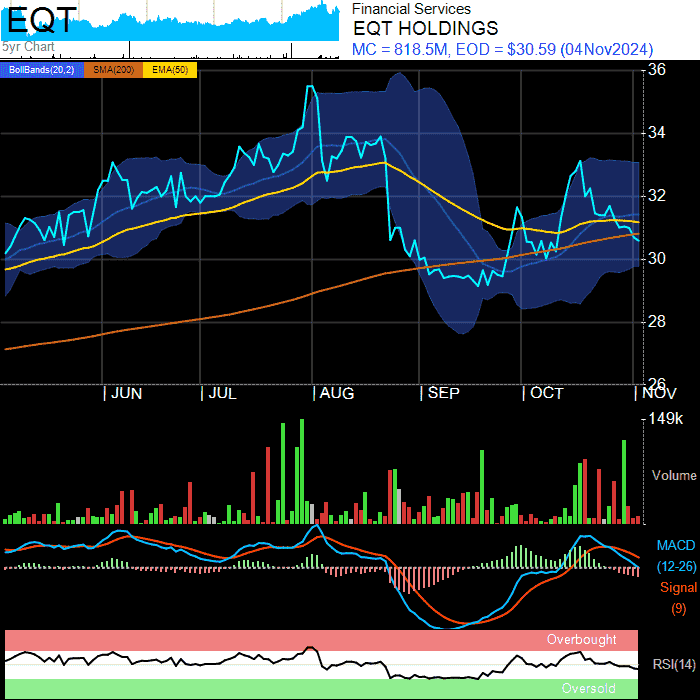 EQT
5yr Chart
Financial Services
EQT HOLDINGS
MC = 818.5M, EOD = $30.59 (04Nov2024)
BollBands(20,2) SMA(200) EMA(50)
36
34
32
30
28
26
| JUN | JUL | AUG | SEP | OCT | NOV
149k
Volume
MACD
(12-26)
Signal
(9)
Overbought
RSI(14)
Oversold